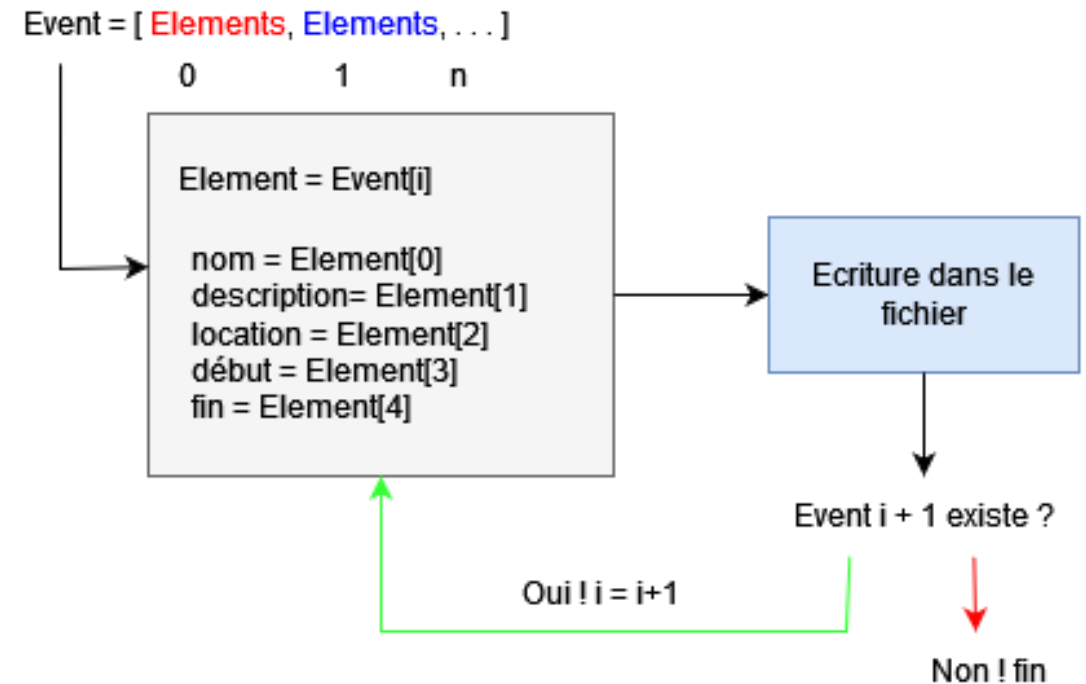 Event = [ Elements, Elements, . . . ]
0 1 n
Element = Event[i]
nom = Element[0]
description= Element[1]
location = Element[2]
début = Element[3]
fin = Element[4]
Ecriture dans le
fichier
Event i + 1 existe ?
Oui ! i = i+1
Non ! fin